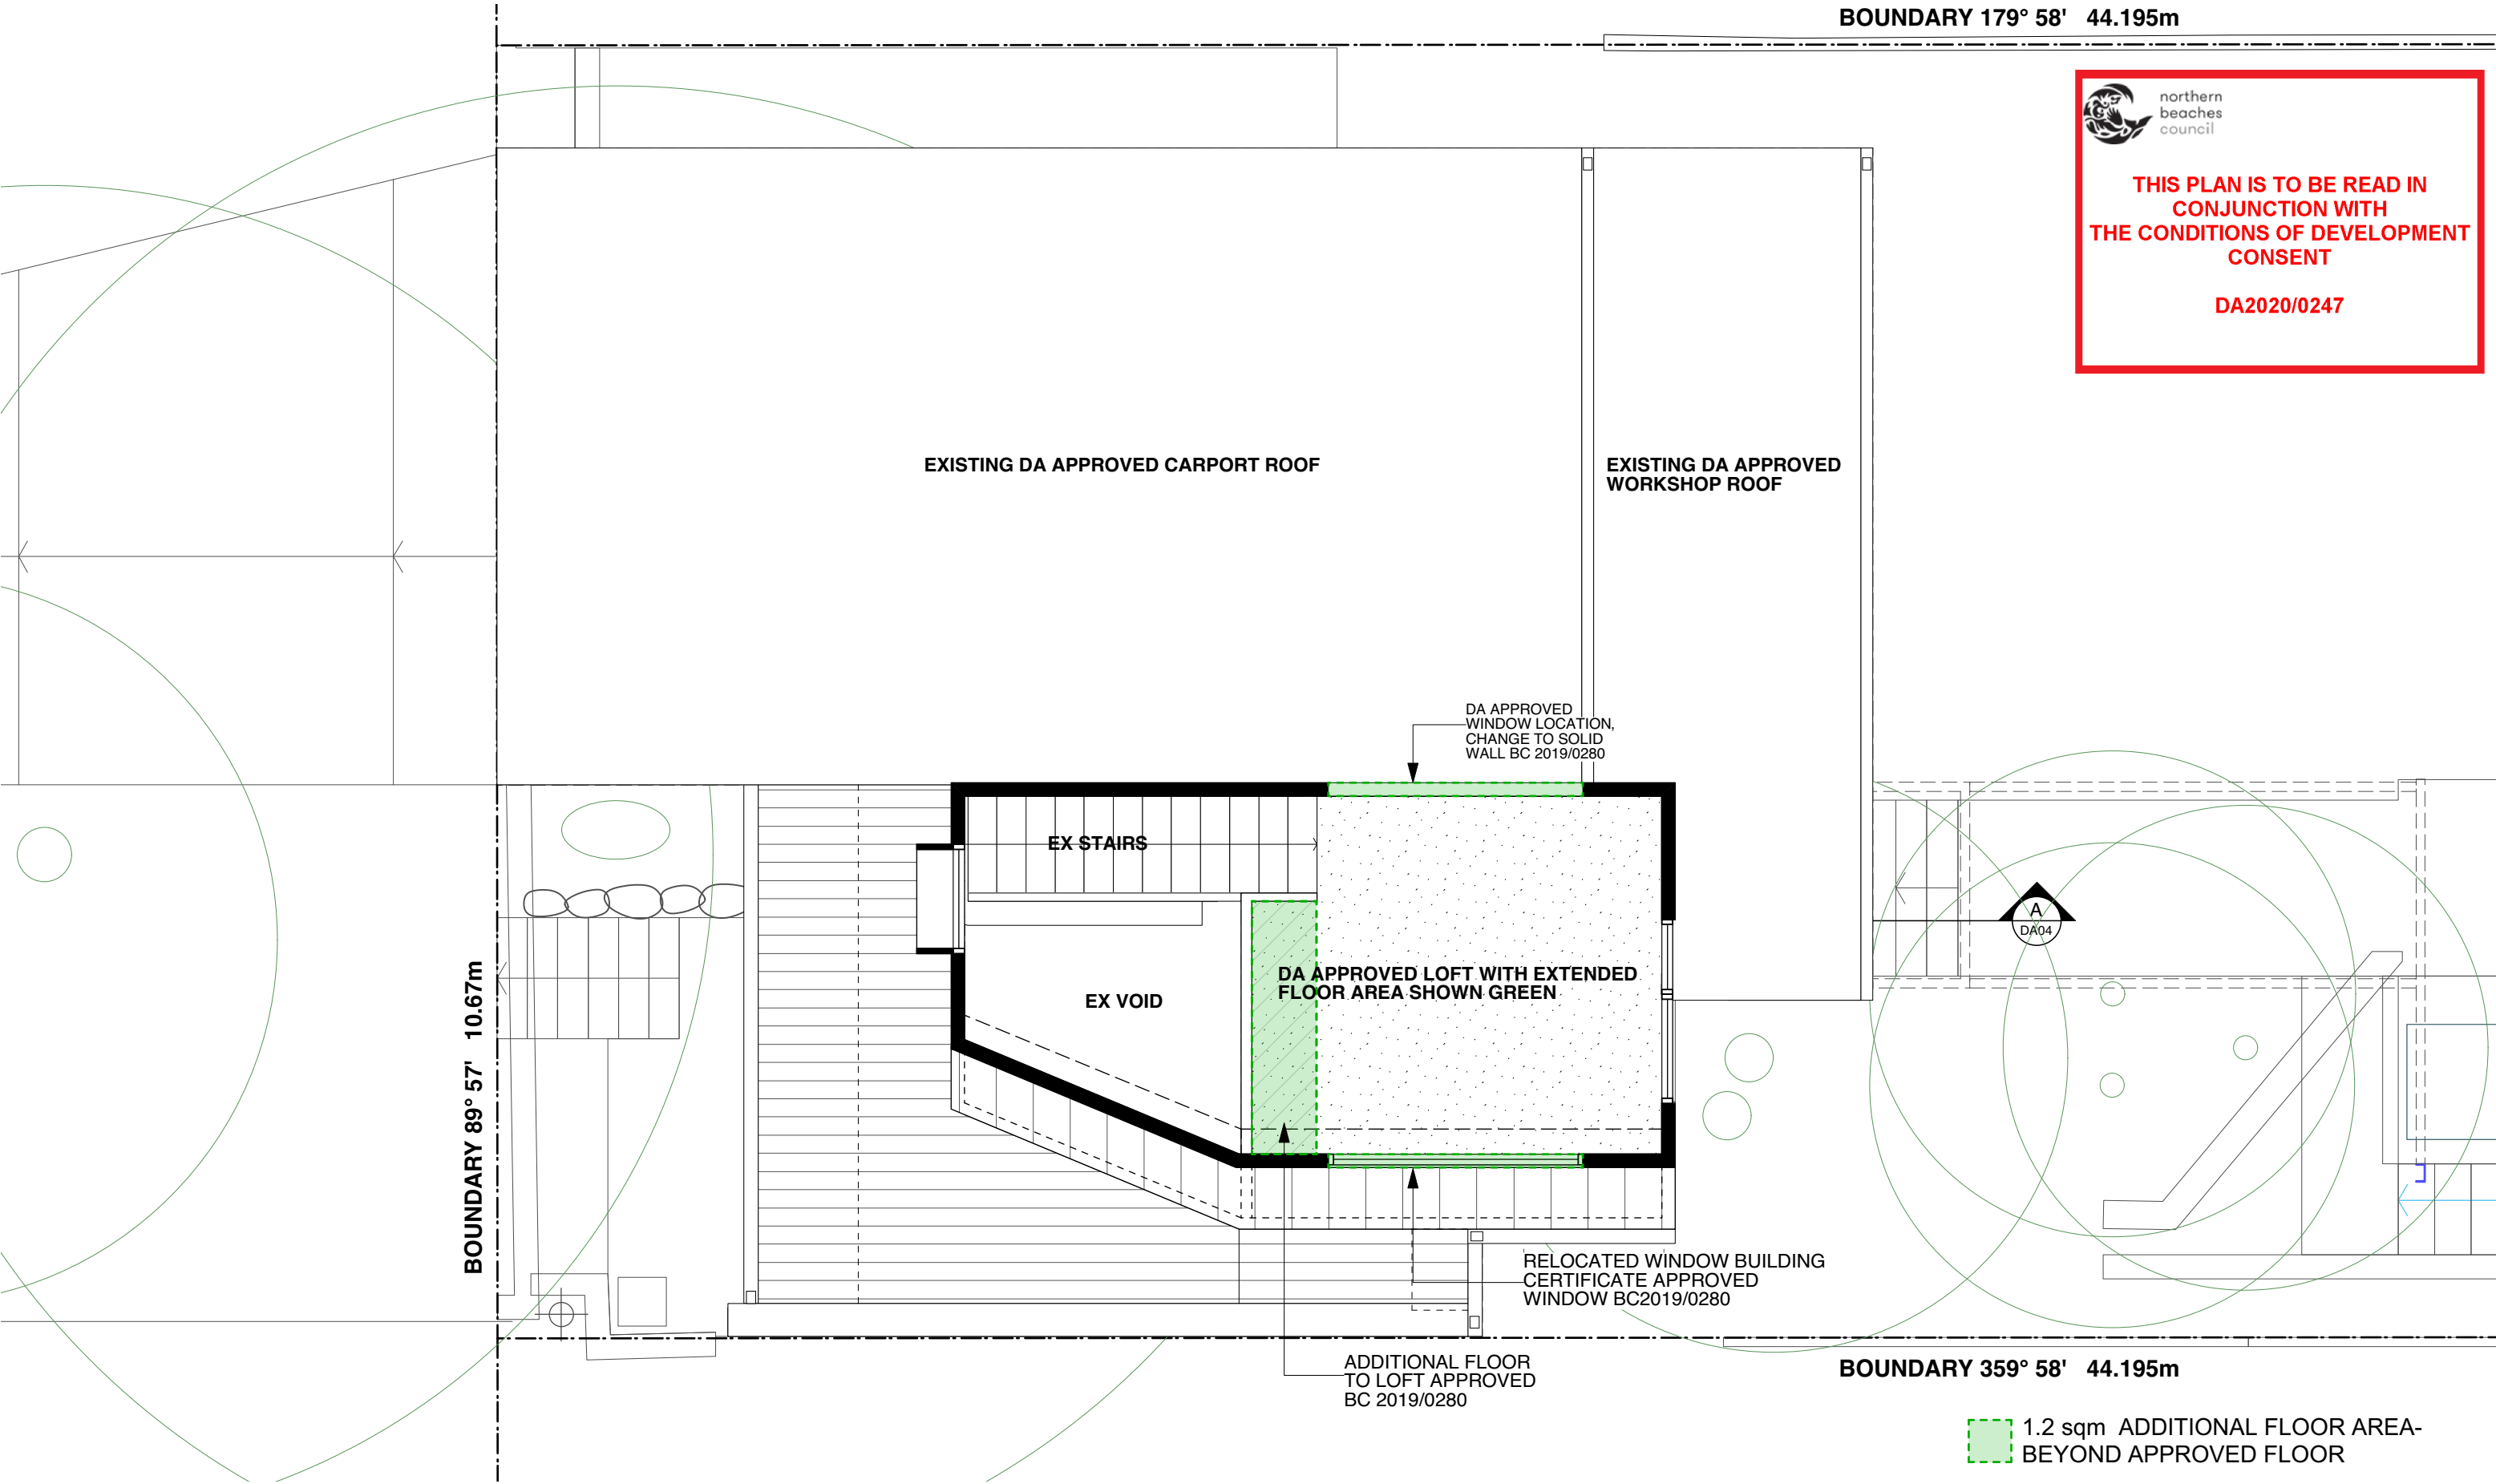 BOUNDARY 179° 58' 44.195m
northern
beaches
council
THIS PLAN IS TO BE READ IN
CONJUNCTION WITH
THE CONDITIONS OF DEVELOPMENT
CONSENT
DA2020/0247
EXISTING DA APPROVED CARPORT ROOF
EXISTING DA APPROVED
WORKSHOP ROOF
DA APPROVED
WINDOW LOCATION,
CHANGE TO SOLID
WALL BC 2019/0280
EX STAIRS
A
DA04
DA APPROVED LOFT WITH EXTENDED
FLOOR AREA SHOWN GREEN
EX VOID
BOUNDARY 89° 57' 10.67m
RELOCATED WINDOW BUILDING
CERTIFICATE APPROVED
WINDOW BC2019/0280
ADDITIONAL FLOOR
TO LOFT APPROVED
BC 2019/0280
BOUNDARY 359° 58' 44.195m
1.2 sqm ADDITIONAL FLOOR AREA-
BEYOND APPROVED FLOOR